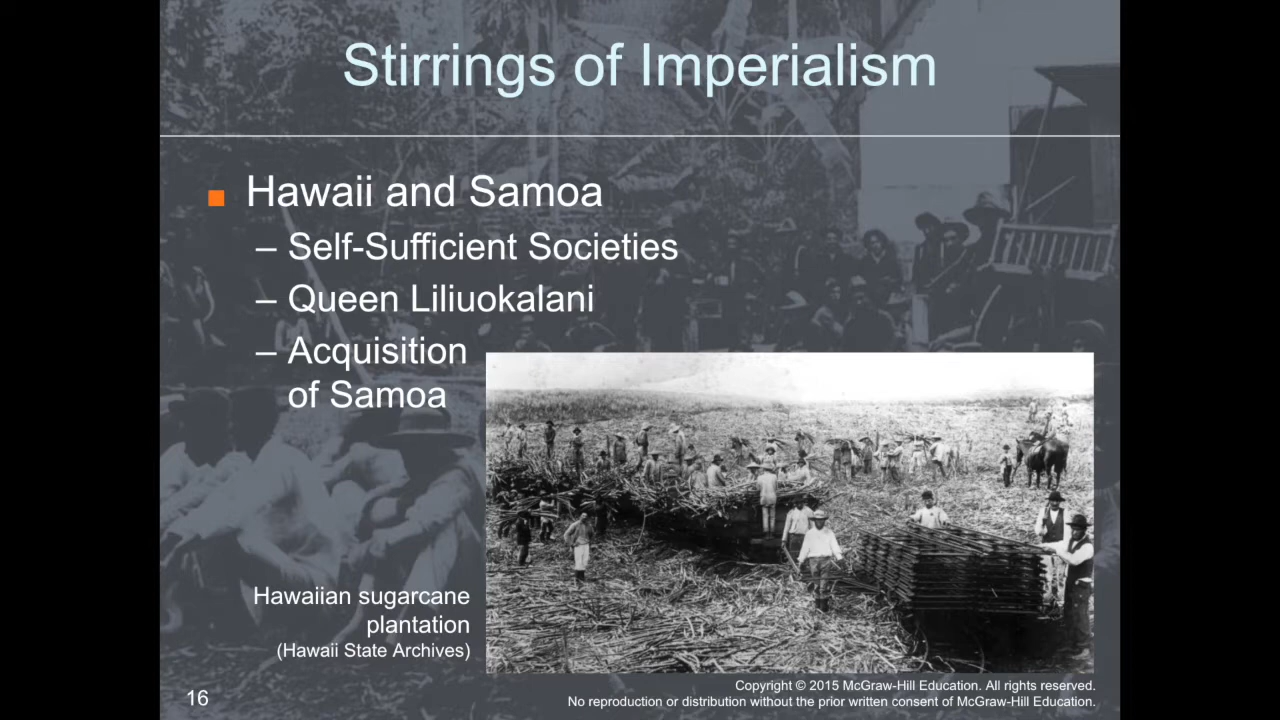 Stirrings of Imperialism
■ Hawaii and Samoa
– Self-Sufficient Societies
– Queen Liliuokalani
– Acquisition
of Samoa
Hawaiian sugarcane
plantation
(Hawaii State Archives)
16
Copyright © 2015 McGraw-Hill Education. All rights reserved.
No reproduction or distribution without the prior written consent of McGraw-Hill Education.